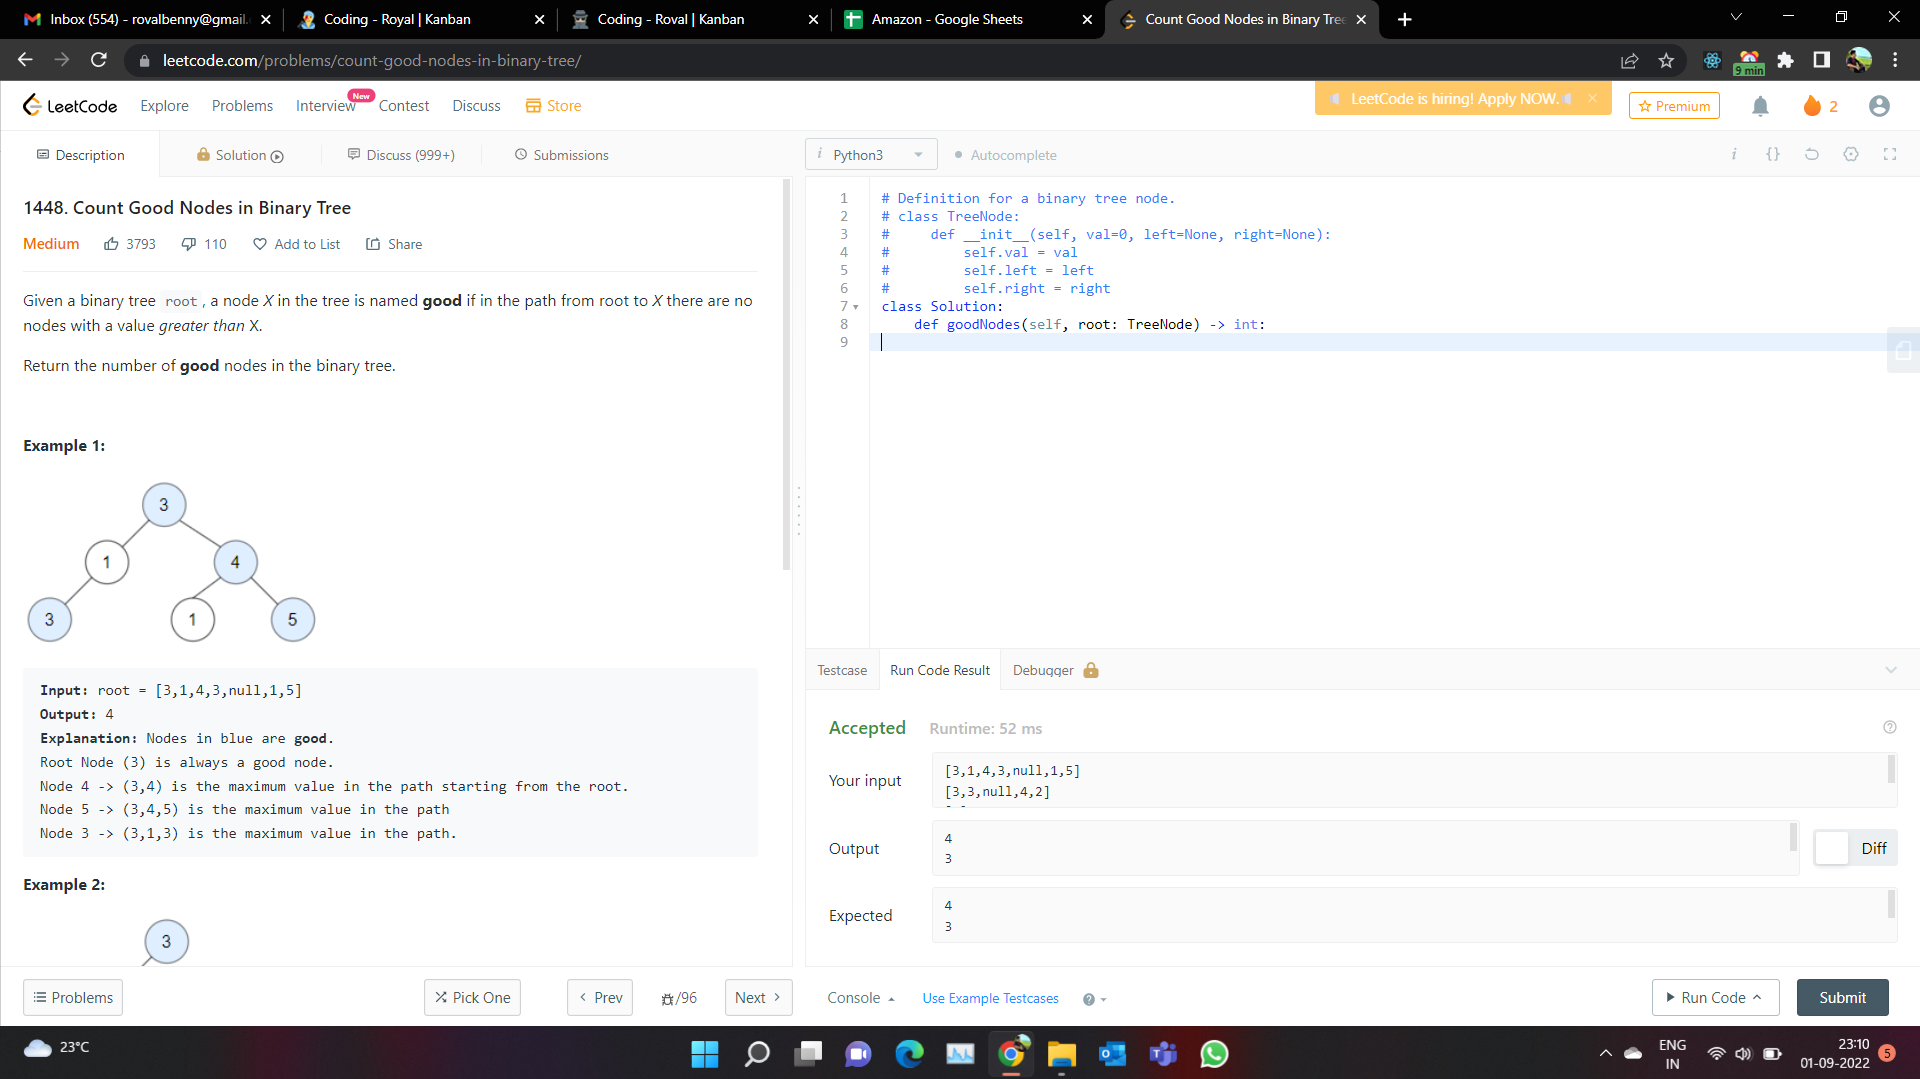 Inbox (554) - rovalbenny@gmail.
Coding - Royal | Kanban
Coding - Roval | Kanban
Amazon - Google Sheets
Count Good Nodes in Binary Tree
leetcode.com/problems/count-good-nodes-in-binary-tree/
9 min
LeetCode
Explore
Problems
Interview
New
Contest
Discuss
Store
LeetCode is hiring! Apply NOW.
Premium
2
Description
Solution
Discuss (999+)
Submissions
i Python3
Autocomplete
1448. Count Good Nodes in Binary Tree
Medium
3793
110
Add to List
Share
Given a binary tree root, a node X in the tree is named good if in the path from root to X there are no
nodes with a value greater than X.
Return the number of good nodes in the binary tree.
Example 1:
3
1
4
3
1
5
Input: root = [3,1,4,3,null,1,5]
Output: 4
Explanation: Nodes in blue are good.
Root Node (3) is always a good node.
Node 4 -> (3,4) is the maximum value in the path starting from the root.
Node 5 -> (3,4,5) is the maximum value in the path
Node 3 -> (3,1,3) is the maximum value in the path.
Example 2:
3
1 # Definition for a binary tree node.
2 # class TreeNode:
3 #     def __init__(self, val=0, left=None, right=None):
4 #         self.val = val
5 #         self.left = left
6 #         self.right = right
7 class Solution:
8     def goodNodes(self, root: TreeNode) -> int:
9
Testcase
Run Code Result
Debugger
Accepted
Runtime: 52 ms
Your input
[3,1,4,3,null,1,5]
[3,3,null,4,2]
Output
4
3
Diff
Expected
4
3
Problems
Pick One
Prev
/96
Next
Console
Use Example Testcases
Run Code
Submit
23°C
ENG
IN
23:10
01-09-2022
5